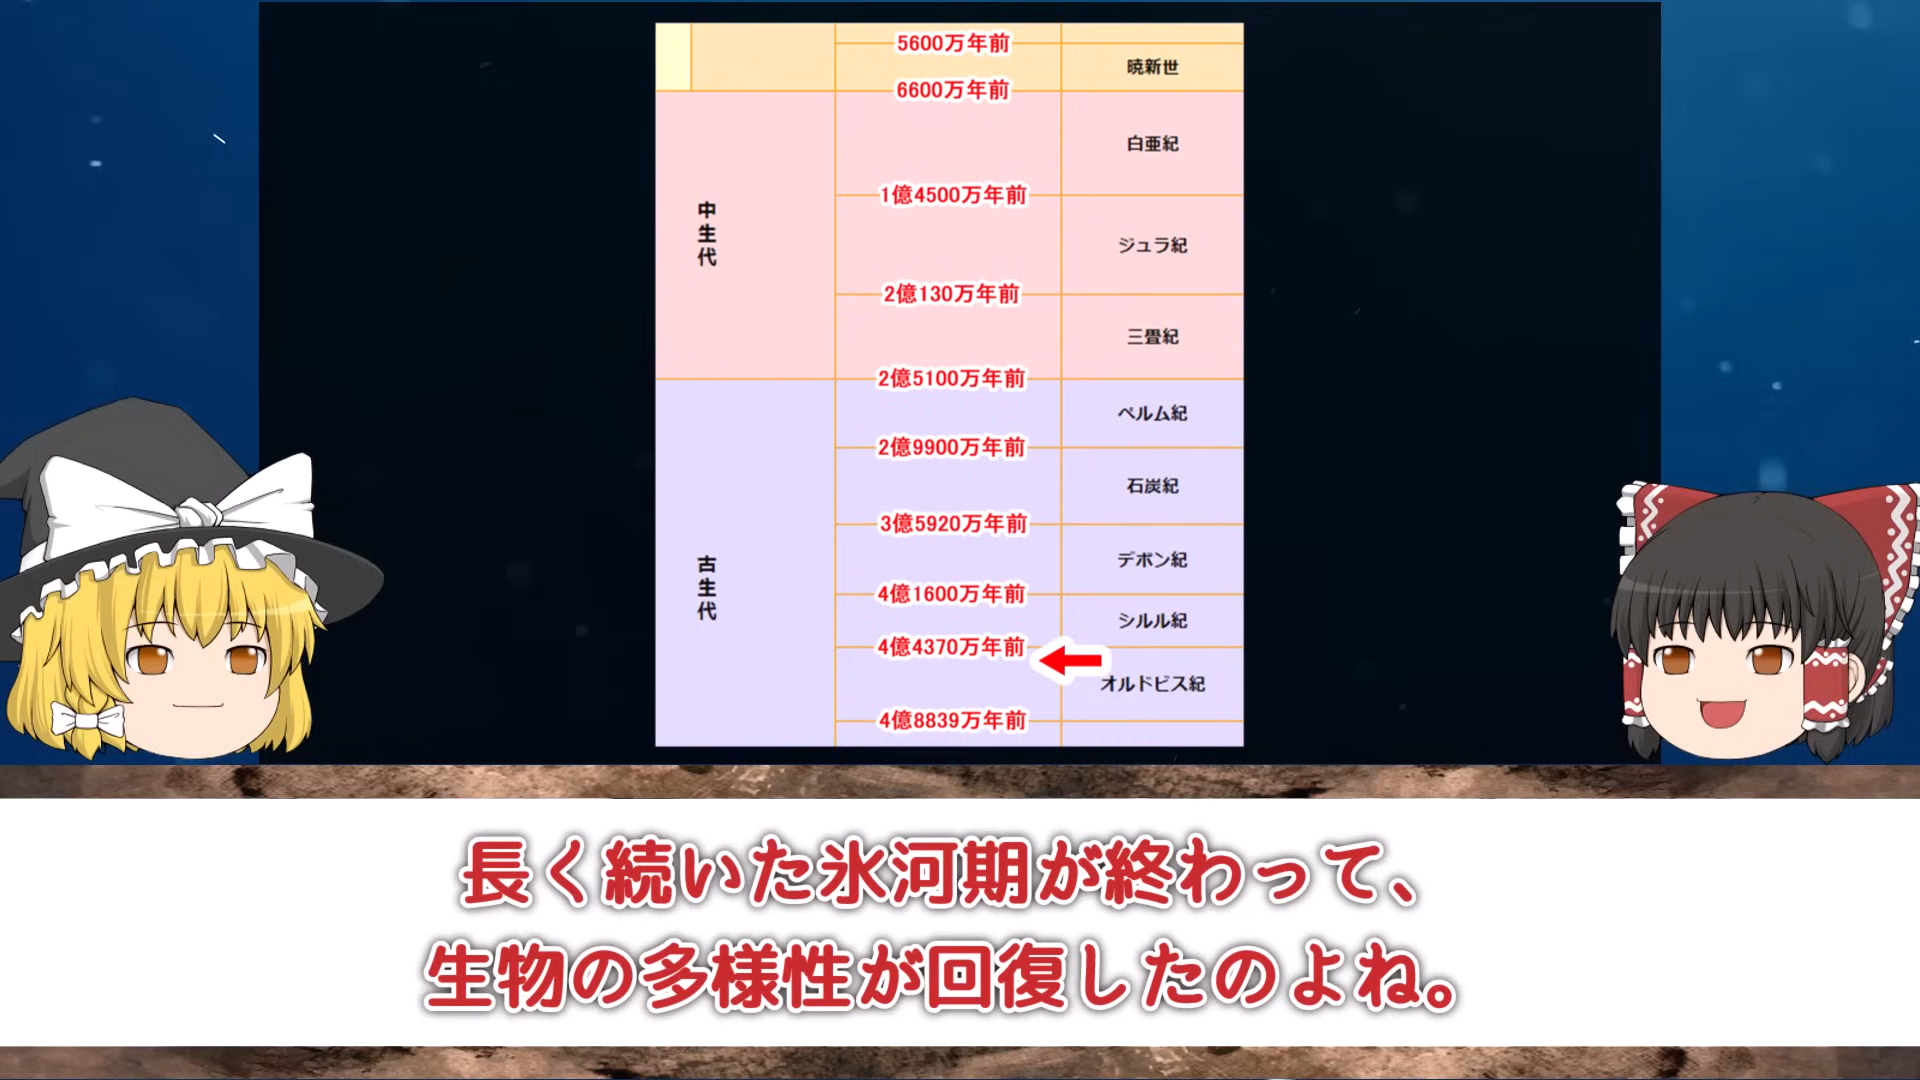 5600万年前
暁新世
6600万年前
白亜紀
1億4500万年前
中生代
ジュラ紀
2億130万年前
三畳紀
2億5100万年前
ペルム紀
2億9900万年前
石炭紀
3億5920万年前
デボン紀
古生代
4億1600万年前
シルル紀
4億4370万年前
オルドビス紀
4億8839万年前
長く続いた氷河期が終わって、
生物の多様性が回復したのよね。